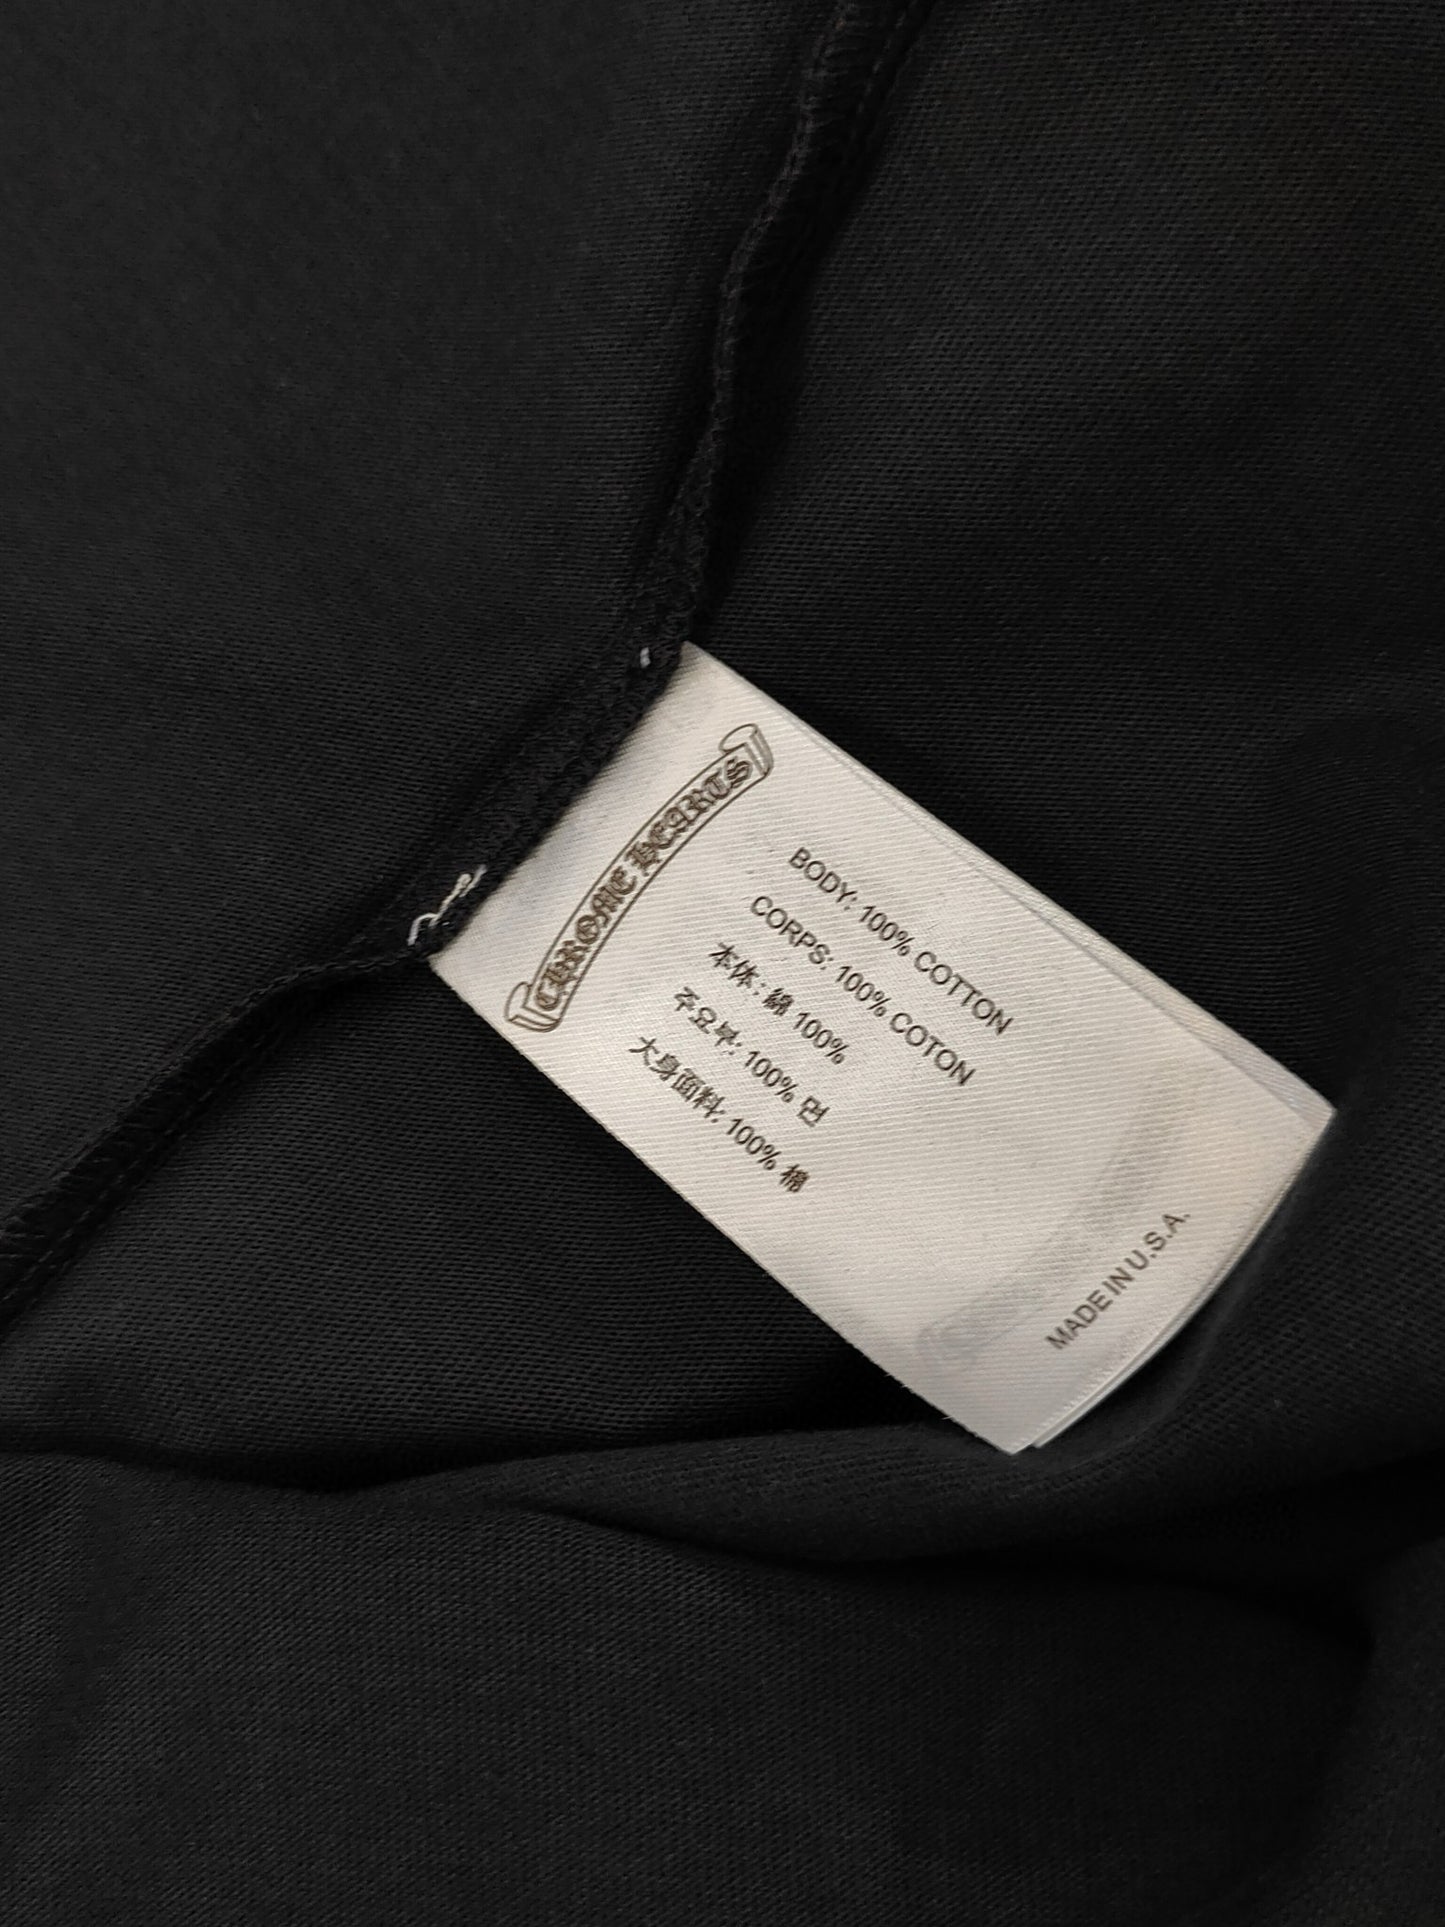 CHROME HEARTS
BODY: 100% COTTON
CORPS: 100% COTON
本体: 綿 100%
주요부: 100% 면
大身面料: 100% 棉
MADE IN U.S.A.